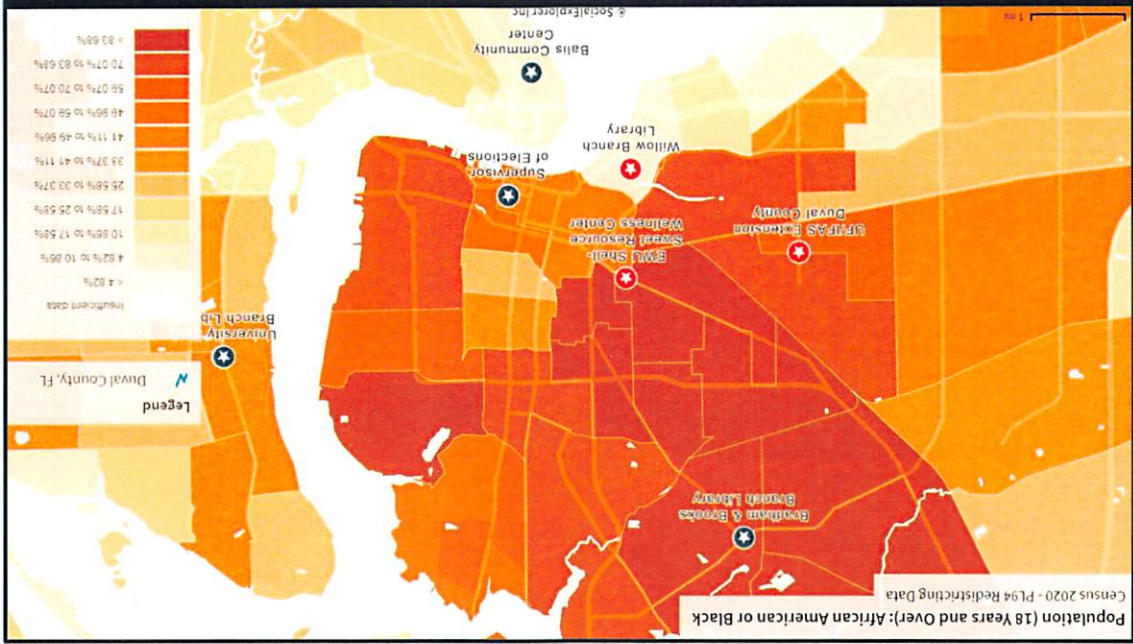 Population (18 Years and Over): African American or Black
Census 2020 - PL94 Redistricting Data
Bradham & Brooks
Branch Library
Legend
Duval County, FL
University
Branch Lib
Insufficient data
< 4.82%
4.82% to 10.86%
10.86% to 17.58%
17.58% to 25.58%
25.58% to 33.37%
33.37% to 41.11%
41.11% to 49.96%
49.96% to 59.07%
59.07% to 70.07%
70.07% to 83.68%
> 83.68%
UF/IFAS Extension
Duval County
EWU Shell-
Sweet Resource
Wellness Center
Supervisor
of Elections
Willow Branch
Library
Balis Community
Center
1 mi
© SocialExplorer Inc